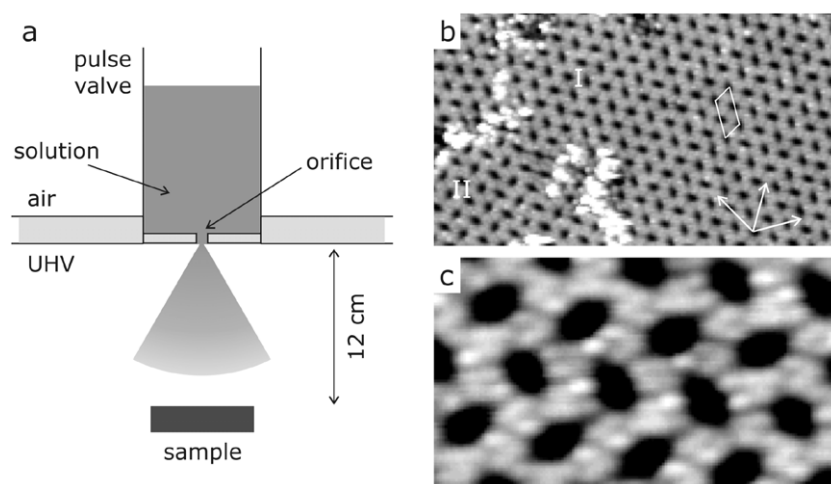 a
pulse
valve
solution
orifice
air
UHV
12 cm
sample
b
I
II
c